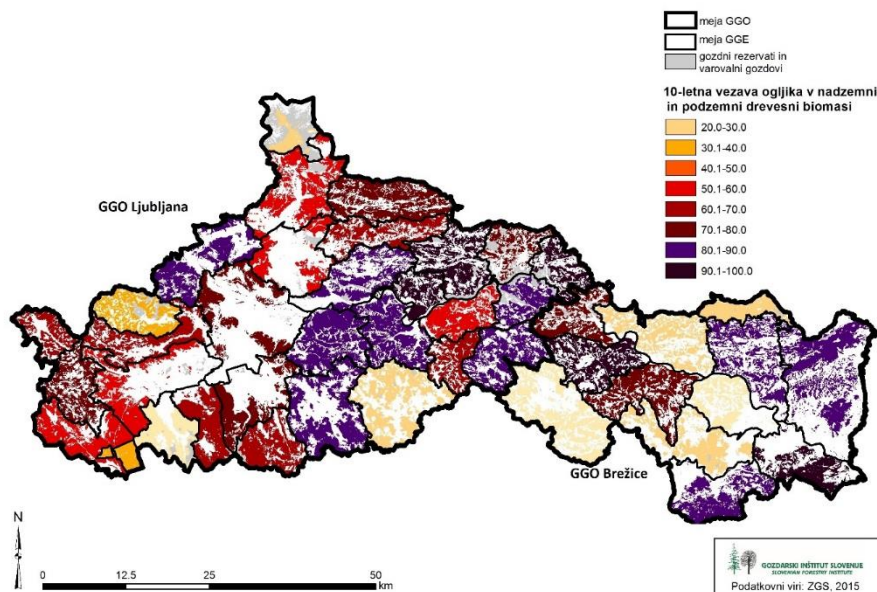 meja GGO
meja GGE
gozdni rezervati in
varovalni gozdovi
10-letna vezava ogljika v nadzemni
in podzemni drevesni biomasi
20.0-30.0
30.1-40.0
40.1-50.0
50.1-60.0
60.1-70.0
70.1-80.0
80.1-90.0
90.1-100.0
GGO Ljubljana
GGO Brežice
N
0 12.5 25 50
km
GOZDARSKI INŠTITUT SLOVENIJE
SLOVENIAN FORESTRY INSTITUTE
Podatkovni viri: ZGS, 2015